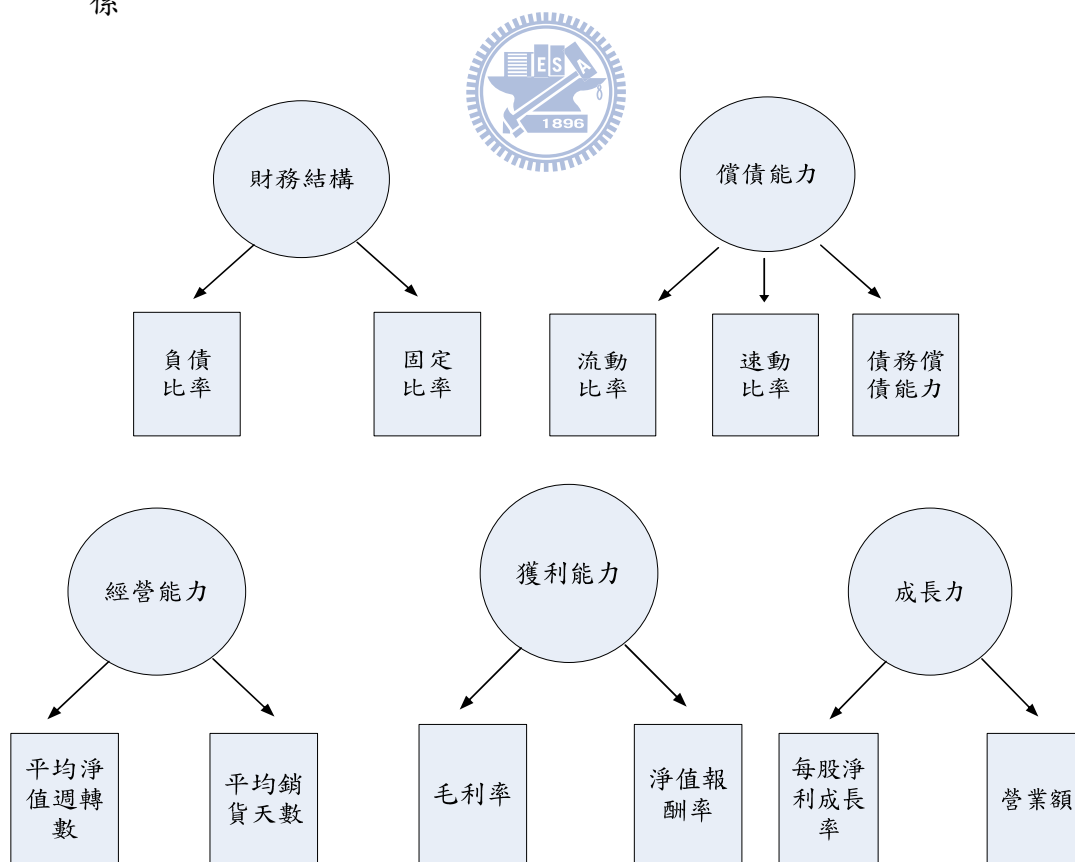 係
ESA
1896
財務結構
償債能力
負債
比率
固定
比率
流動
比率
速動
比率
債務償
債能力
經營能力
獲利能力
成長力
平均淨
值週轉
數
平均銷
貨天數
毛利率
淨值報
酬率
每股淨
利成長
率
營業額